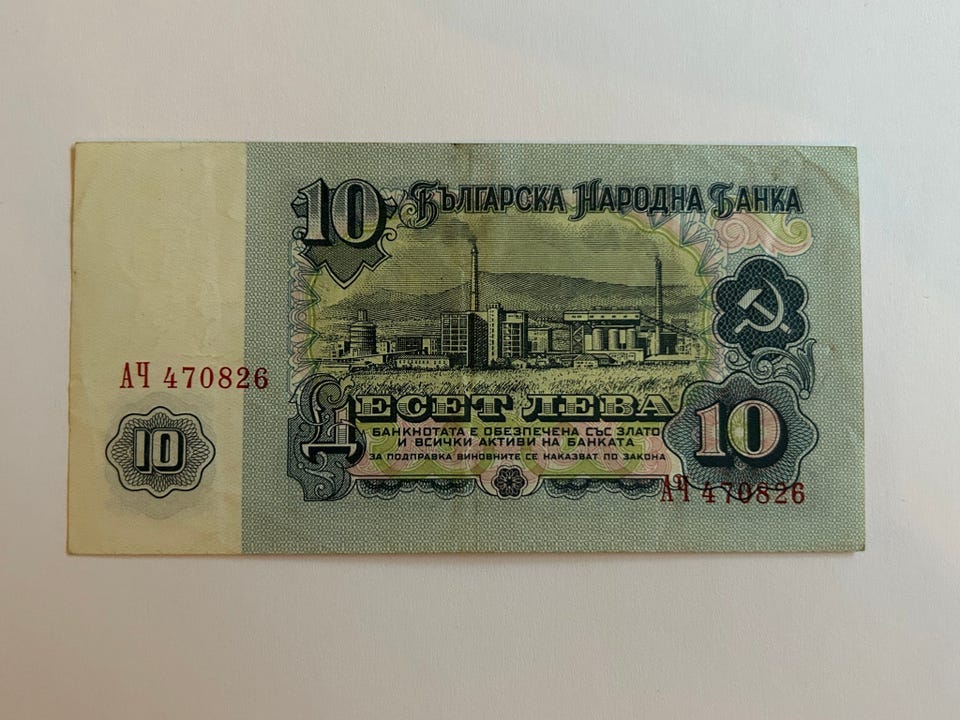 10 БЪЛГАРСКА НАРОДНА БАНКА
АЧ 470826
ДЕСЕТ ЛЕВА
БАНКНОТАТА Е ОБЕЗПЕЧЕНА СЪС ЗЛАТО
И ВСИЧКИ АКТИВИ НА БАНКАТА
ЗА ПОДПРАВКА ВИНОВНИТЕ СЕ НАКАЗВАТ ПО ЗАКОНА
10
10
АЧ 470826